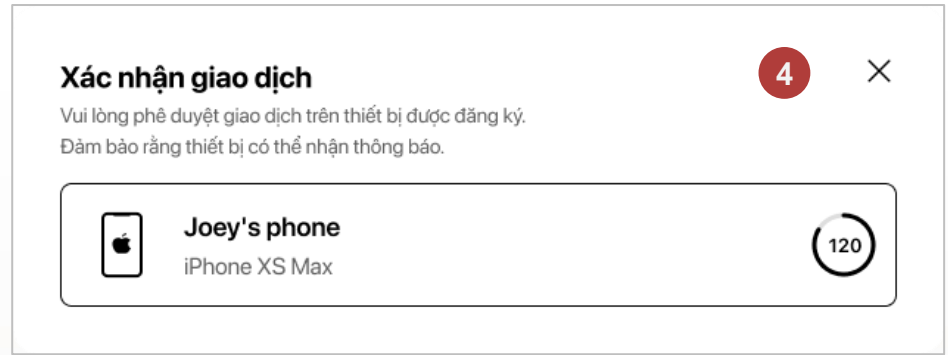 Xác nhận giao dịch
4
Vui lòng phê duyệt giao dịch trên thiết bị được đăng ký.
Đảm bảo rằng thiết bị có thể nhận thông báo.
Joey's phone
iPhone XS Max
120